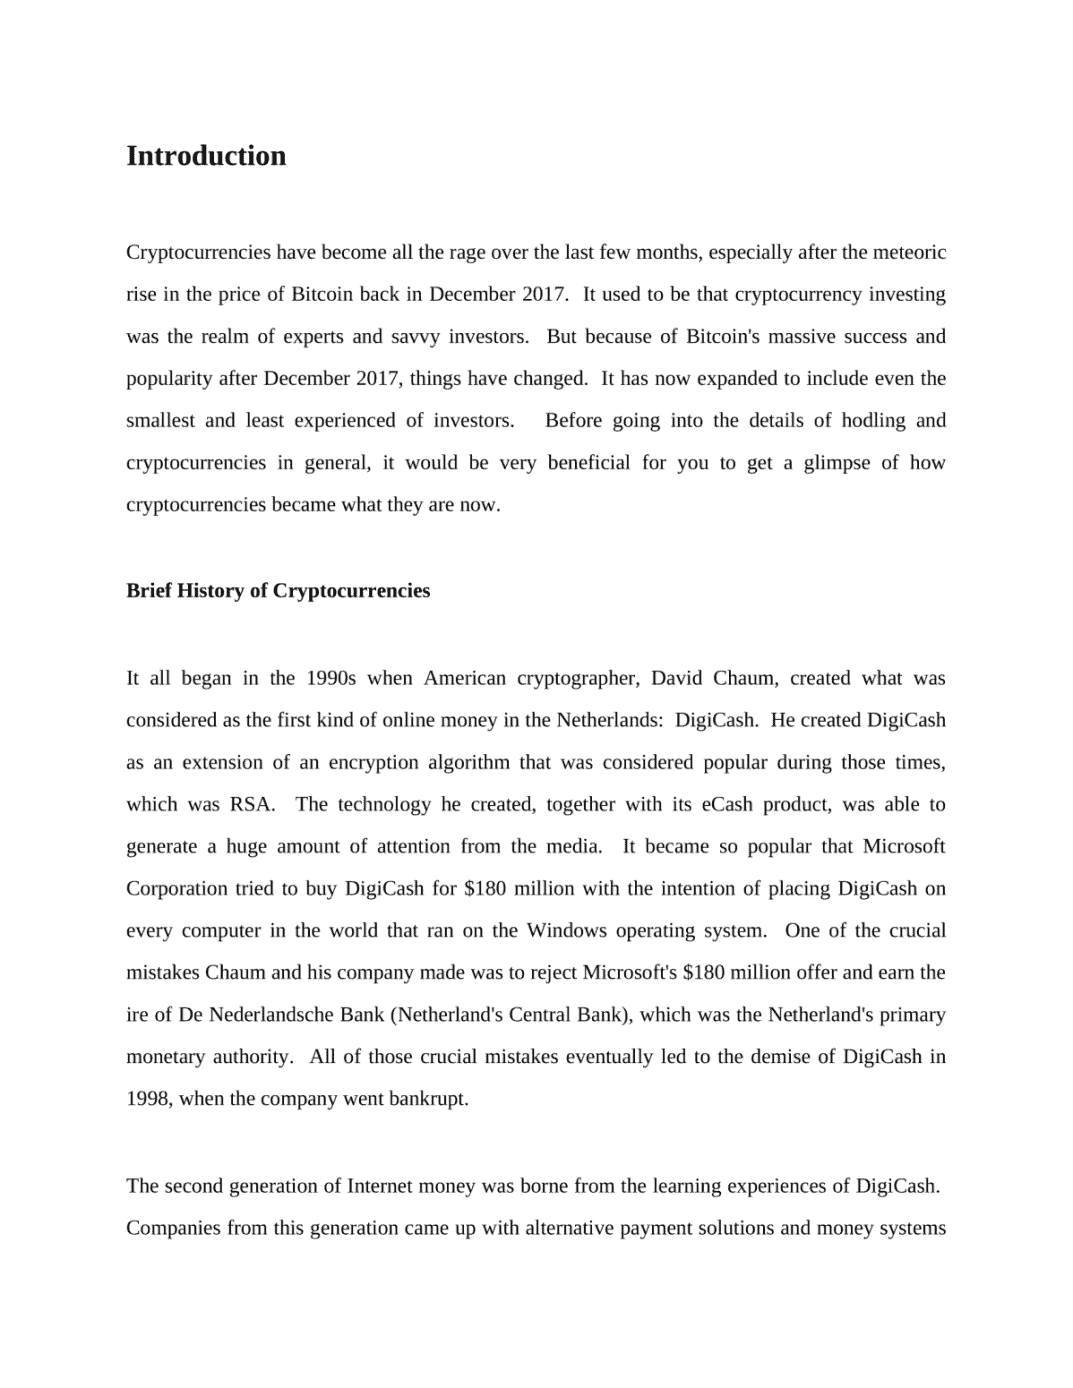 Introduction
Cryptocurrencies have become all the rage over the last few months, especially after the meteoric
rise in the price of Bitcoin back in December 2017.  It used to be that cryptocurrency investing
was the realm of experts and savvy investors.  But because of Bitcoin's massive success and
popularity after December 2017, things have changed.  It has now expanded to include even the
smallest and least experienced of investors.   Before going into the details of hodling and
cryptocurrencies in general, it would be very beneficial for you to get a glimpse of how
cryptocurrencies became what they are now.
Brief History of Cryptocurrencies
It all began in the 1990s when American cryptographer, David Chaum, created what was
considered as the first kind of online money in the Netherlands:  DigiCash.  He created DigiCash
as an extension of an encryption algorithm that was considered popular during those times,
which was RSA.  The technology he created, together with its eCash product, was able to
generate a huge amount of attention from the media.  It became so popular that Microsoft
Corporation tried to buy DigiCash for $180 million with the intention of placing DigiCash on
every computer in the world that ran on the Windows operating system.  One of the crucial
mistakes Chaum and his company made was to reject Microsoft's $180 million offer and earn the
ire of De Nederlandsche Bank (Netherland's Central Bank), which was the Netherland's primary
monetary authority.  All of those crucial mistakes eventually led to the demise of DigiCash in
1998, when the company went bankrupt.
The second generation of Internet money was borne from the learning experiences of DigiCash.
Companies from this generation came up with alternative payment solutions and money systems